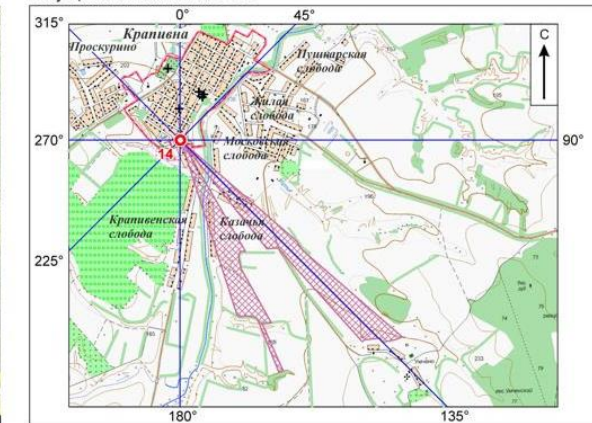 0°
45°
315°
С
Крапивна
Проскурино
Пушкарская
слобода
Жилая
слобода
270°
90°
14
Московская
слобода
Крапивенская
слобода
Казачья
слобода
225°
180°
135°